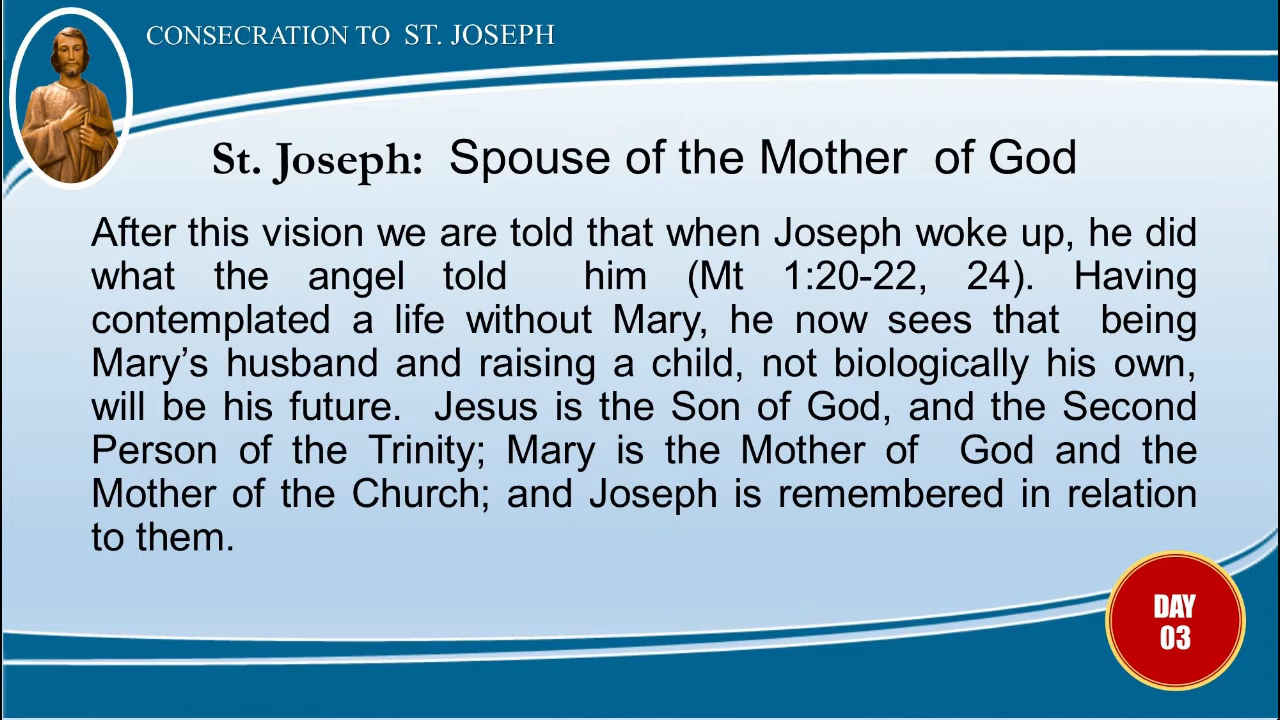 CONSECRATION TO ST. JOSEPH
St. Joseph: Spouse of the Mother of God
After this vision we are told that when Joseph woke up, he did
what the angel told him (Mt 1:20-22, 24). Having
contemplated a life without Mary, he now sees that being
Mary’s husband and raising a child, not biologically his own,
will be his future. Jesus is the Son of God, and the Second
Person of the Trinity; Mary is the Mother of God and the
Mother of the Church; and Joseph is remembered in relation
to them.
DAY
03